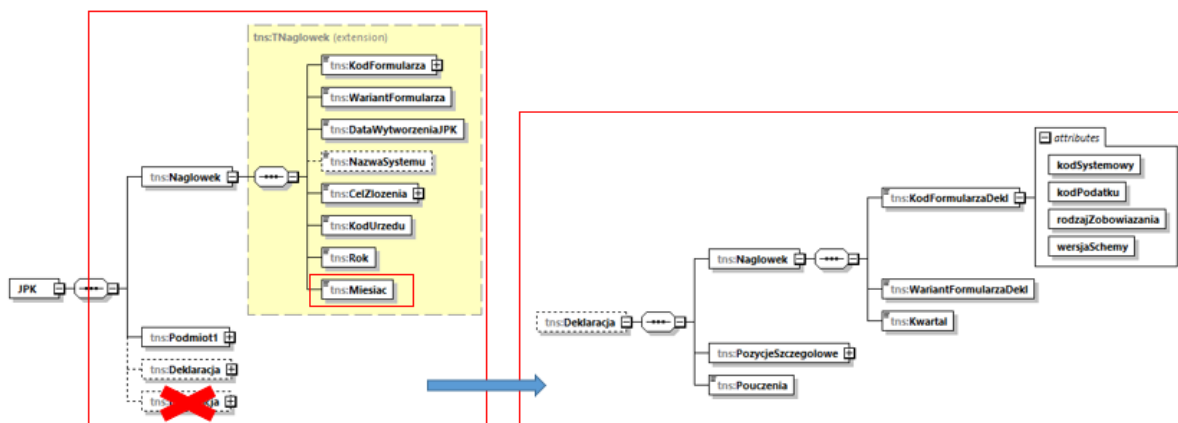 tns:TNaglowek (extension)
tns:KodFormularza
tns:WariantFormularza
tns:DataWytworzeniaJPK
tns:NazwaSystemu
tns:Naglowek
tns:CelZlozenia
tns:KodUrzedu
tns:Rok
JPK
tns:Miesiac
tns:Podmiot1
tns:Deklaracja
tns:
attributes
kodSystemowy
tns:KodFormularzaDekl
kodPodatku
rodzajZobowiazania
wersjaSchemy
tns:Naglowek
tns:WariantFormularzaDekl
tns:Deklaracja
tns:Kwartal
tns:PozycjeSzczegolowe
tns:Pouczenia